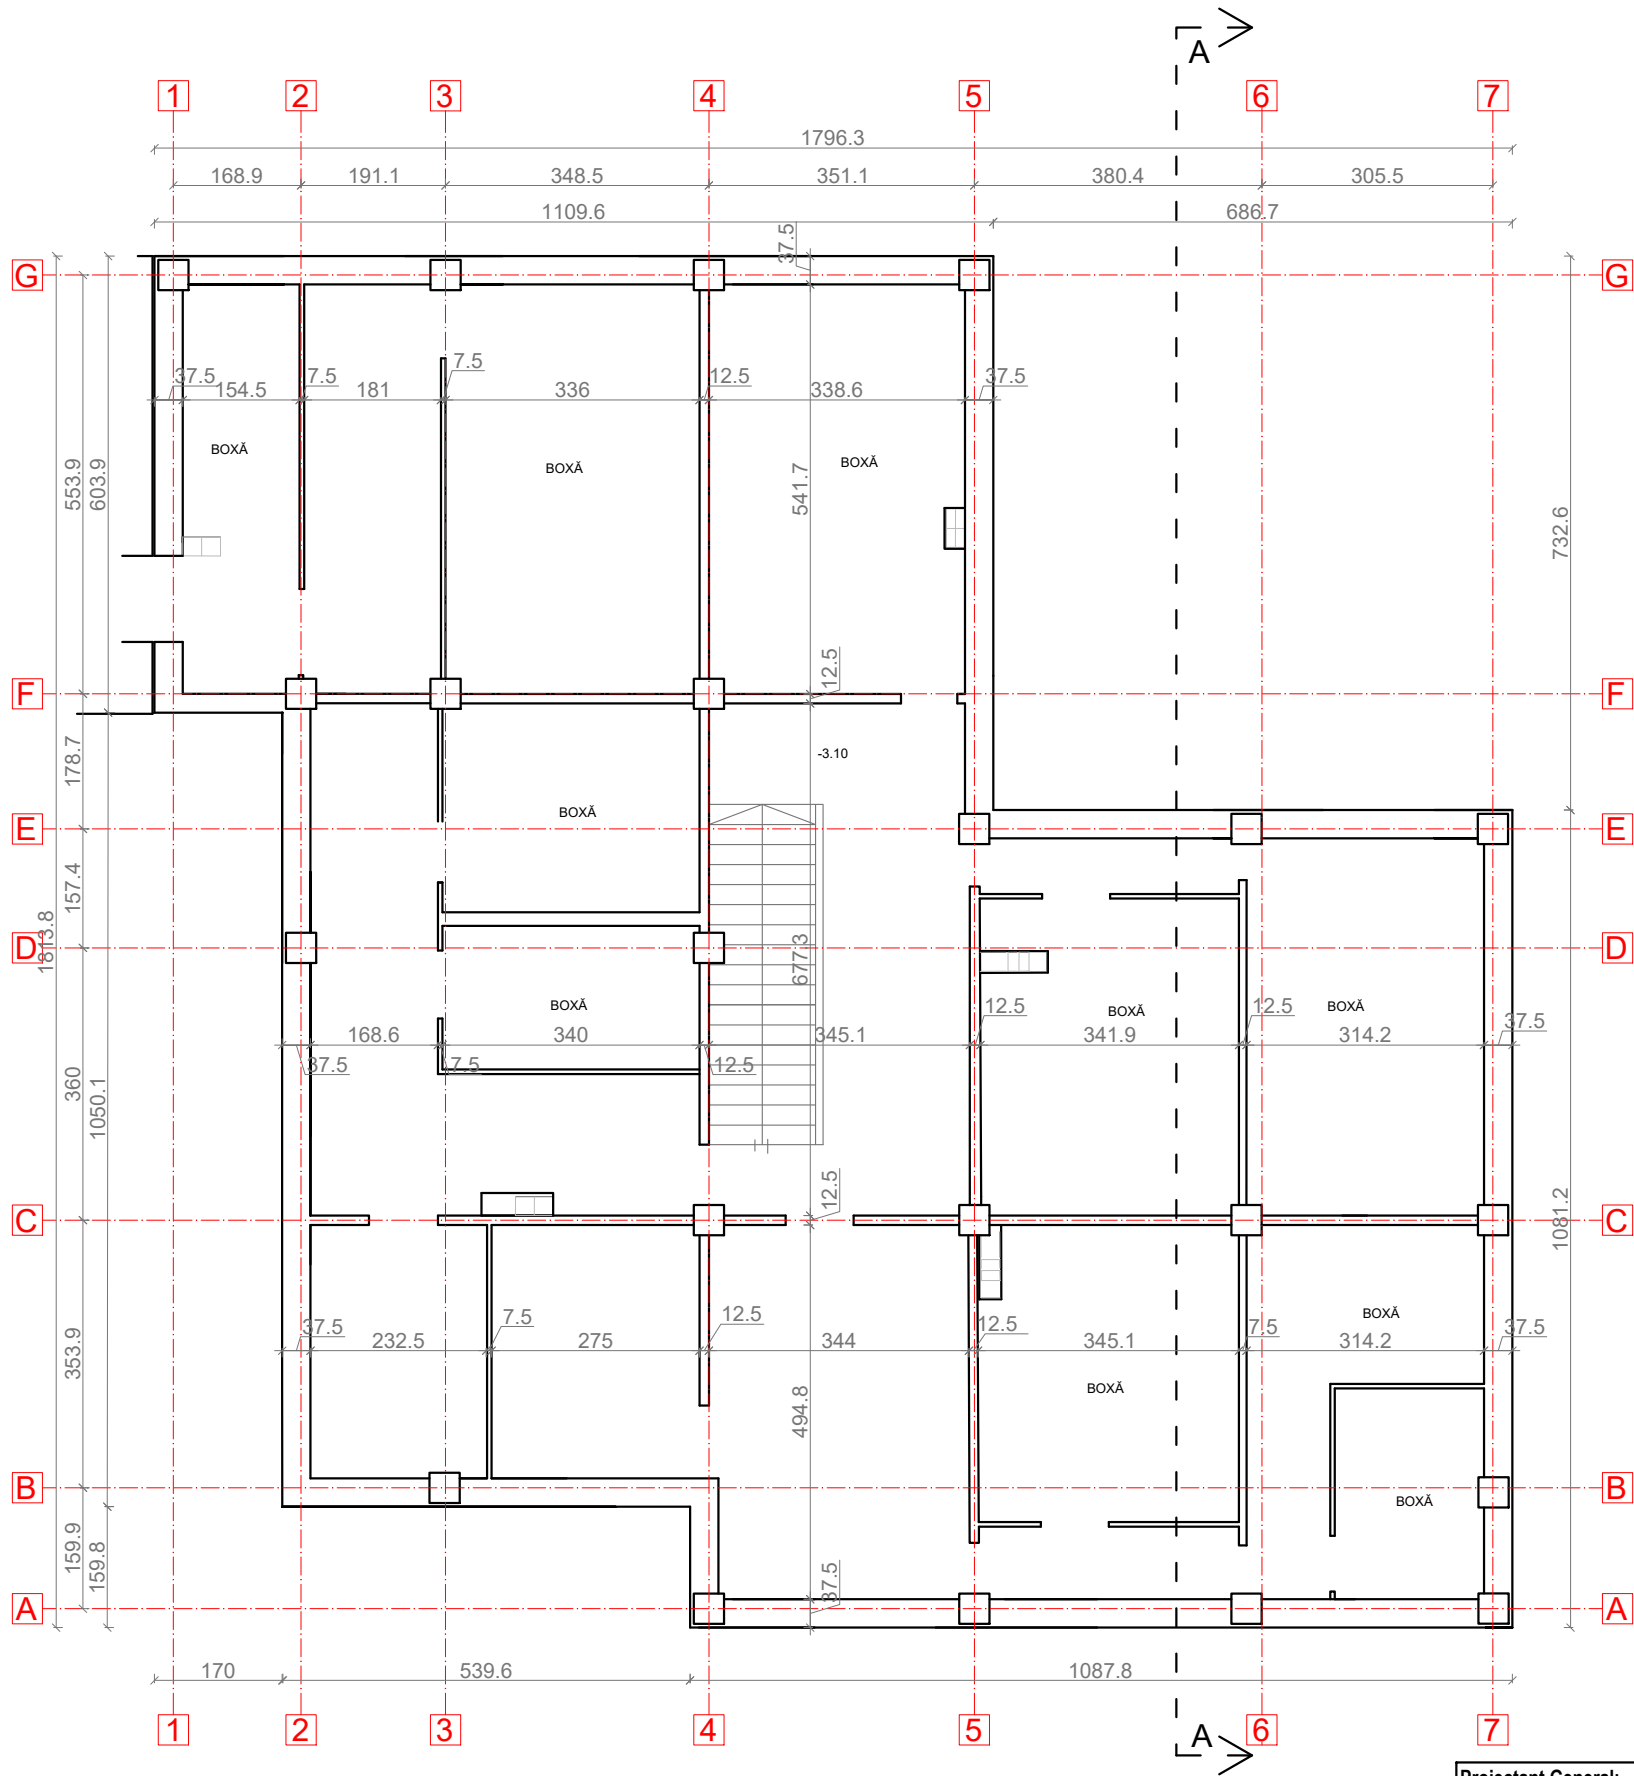 A
1 2 3 4 5 6 7
1796.3
168.9 191.1 348.5 351.1 380.4 305.5
1109.6 686.7
37.5
G G
7.5
37.5 7.5 12.5 37.5
154.5 181 336 338.6
BOXĂ BOXĂ BOXĂ
553.9 603.9 541.7 732.6
12.5
F F
178.7 -3.10
BOXĂ
E E
157.4
1813.8 677.3
D D
BOXĂ BOXĂ BOXĂ
12.5 12.5 37.5
168.6 340 345.1 341.9 314.2
37.5 7.5 12.5
360 1050.1
12.5 1081.2
C C
BOXĂ
7.5 12.5
37.5 12.5 7.5 37.5
232.5 275 344 345.1 314.2
353.9
BOXĂ
494.8
B B
BOXĂ
159.9 159.8 37.5
A A
170 539.6 1087.8
1 2 3 4 5 6 7
A
Proiectant General: